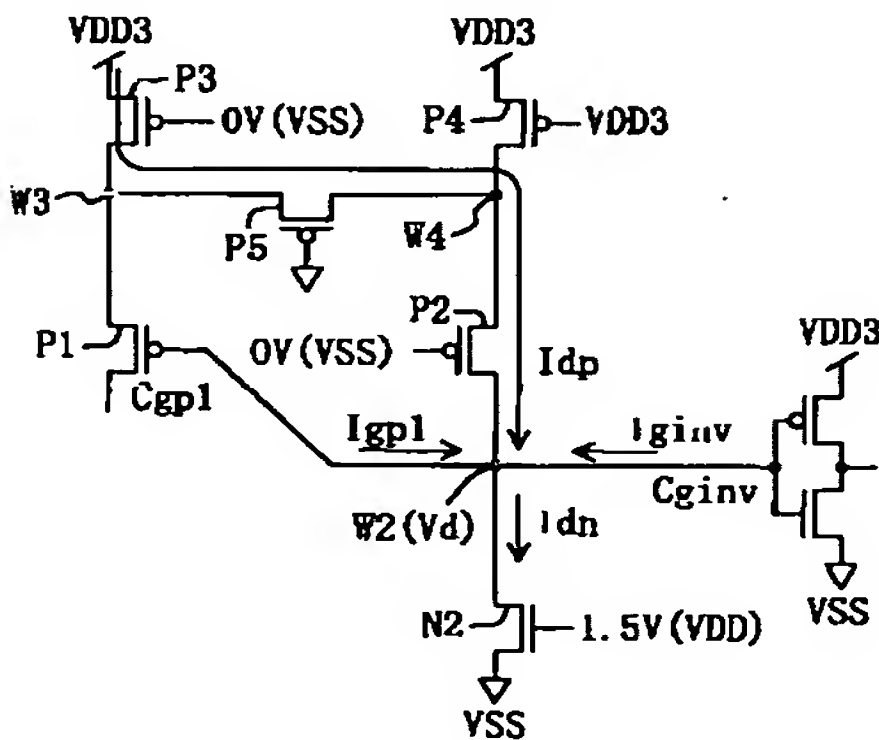 VDD3
VDD3
P3
P4
0V(VSS)
VDD3
W3
P5
W4
P2
P1
0V(VSS)
VDD3
Cgp1
Idp
Igp1
Iginv
Cginv
W2(Vd)
Idn
N2
1.5V(VDD)
VSS
VSS